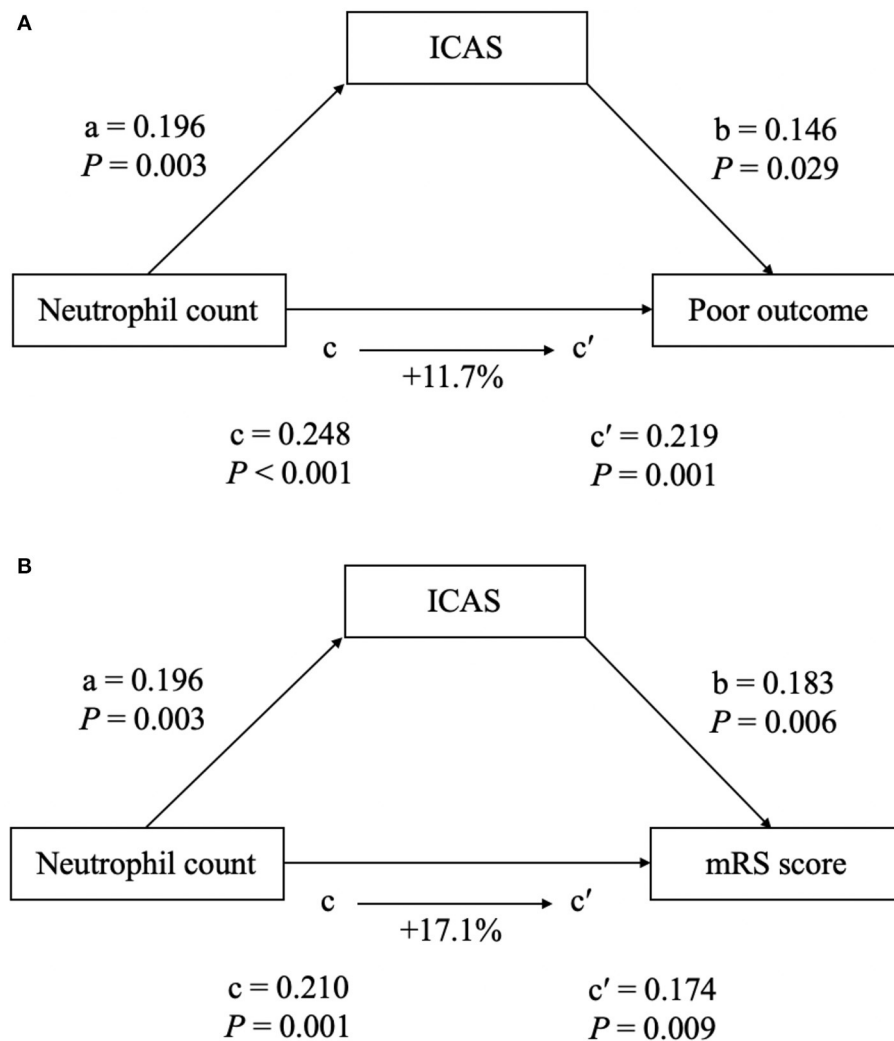 A
ICAS
a = 0.196
P = 0.003
b = 0.146
P = 0.029
Neutrophil count
Poor outcome
c
c′
+11.7%
c = 0.248
P < 0.001
c′ = 0.219
P = 0.001
B
ICAS
a = 0.196
P = 0.003
b = 0.183
P = 0.006
Neutrophil count
mRS score
c
c′
+17.1%
c = 0.210
P = 0.001
c′ = 0.174
P = 0.009